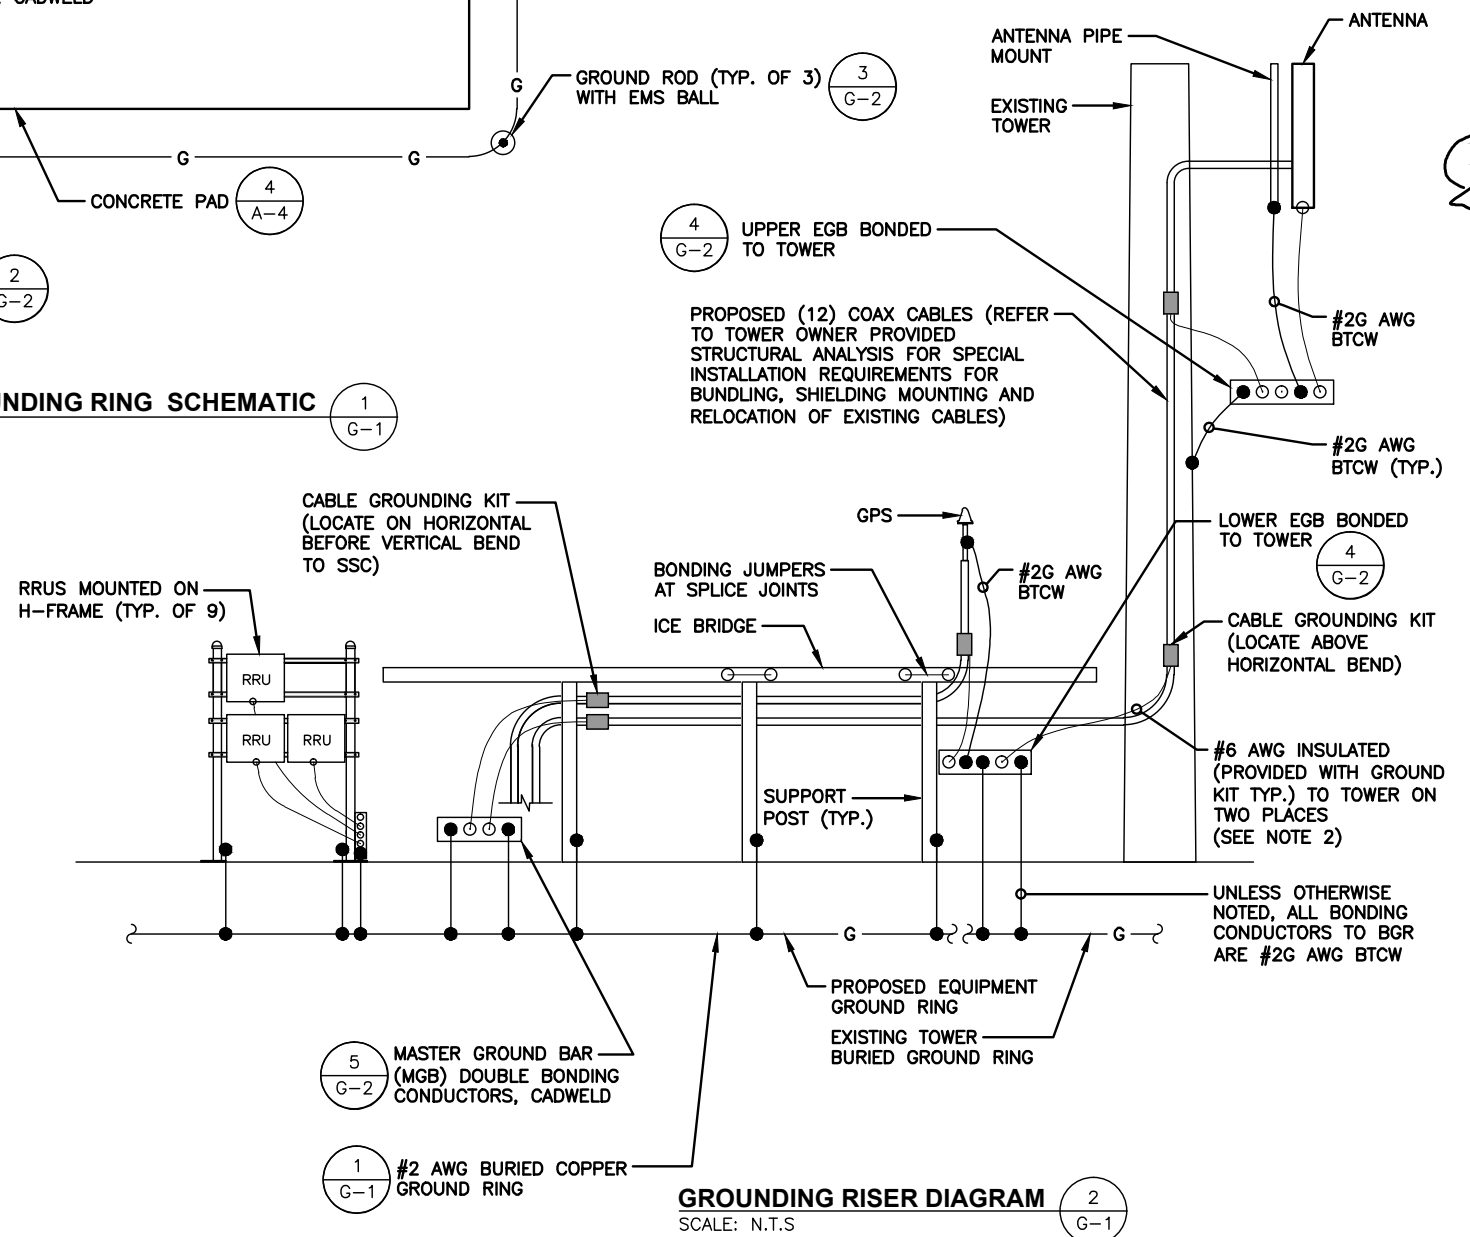 ANTENNA
ANTENNA PIPE
MOUNT
EXISTING
TOWER
GROUND ROD (TYP. OF 3)
WITH EMS BALL
3
G-2
G
G
G
CONCRETE PAD
4
A-4
2
G-2
4
G-2
UPPER EGB BONDED
TO TOWER
PROPOSED (12) COAX CABLES (REFER
TO TOWER OWNER PROVIDED
STRUCTURAL ANALYSIS FOR SPECIAL
INSTALLATION REQUIREMENTS FOR
BUNDLING, SHIELDING MOUNTING AND
RELOCATION OF EXISTING CABLES)
#2G AWG
BTCW
#2G AWG
BTCW (TYP.)
RING SCHEMATIC
1
G-1
CABLE GROUNDING KIT
(LOCATE ON HORIZONTAL
BEFORE VERTICAL BEND
TO SSC)
GPS
LOWER EGB BONDED
TO TOWER
4
G-2
RRUS MOUNTED ON
H-FRAME (TYP. OF 9)
BONDING JUMPERS
AT SPLICE JOINTS
#2G AWG
BTCW
ICE BRIDGE
CABLE GROUNDING KIT
(LOCATE ABOVE
HORIZONTAL BEND)
RRU
RRU
RRU
#6 AWG INSULATED
(PROVIDED WITH GROUND
KIT TYP.) TO TOWER ON
TWO PLACES
(SEE NOTE 2)
SUPPORT
POST (TYP.)
UNLESS OTHERWISE
NOTED, ALL BONDING
CONDUCTORS TO BGR
ARE #2G AWG BTCW
G
G
PROPOSED EQUIPMENT
GROUND RING
EXISTING TOWER
BURIED GROUND RING
5
G-2
MASTER GROUND BAR
(MGB) DOUBLE BONDING
CONDUCTORS, CADWELD
1
G-1
#2 AWG BURIED COPPER
GROUND RING
GROUNDING RISER DIAGRAM
2
G-1
SCALE: N.T.S